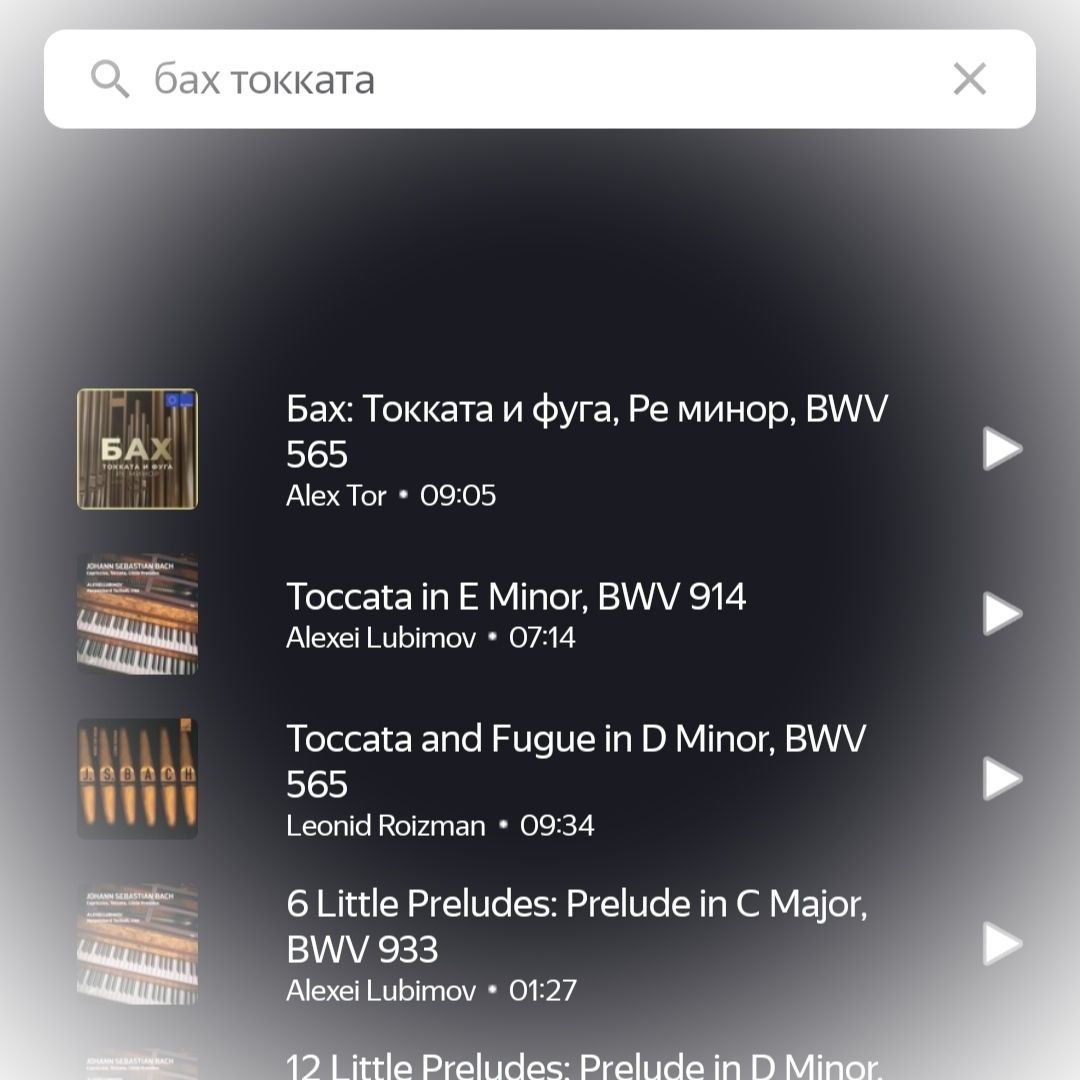 бах токката
БАХ
ТОККАТА И ФУГА
РЕ МИНОР
Бах: Токката и фуга, Ре минор, BWV
565
Alex Tor • 09:05
JOHANN SEBASTIAN BACH
Toccata in E Minor, BWV 914
Alexei Lubimov • 07:14
J. S. B A C H
Toccata and Fugue in D Minor, BWV
565
Leonid Roizman • 09:34
JOHANN SEBASTIAN BACH
6 Little Preludes: Prelude in C Major,
BWV 933
Alexei Lubimov • 01:27
JOHANN SEBASTIAN BACH
12 Little Preludes: Prelude in D Minor,